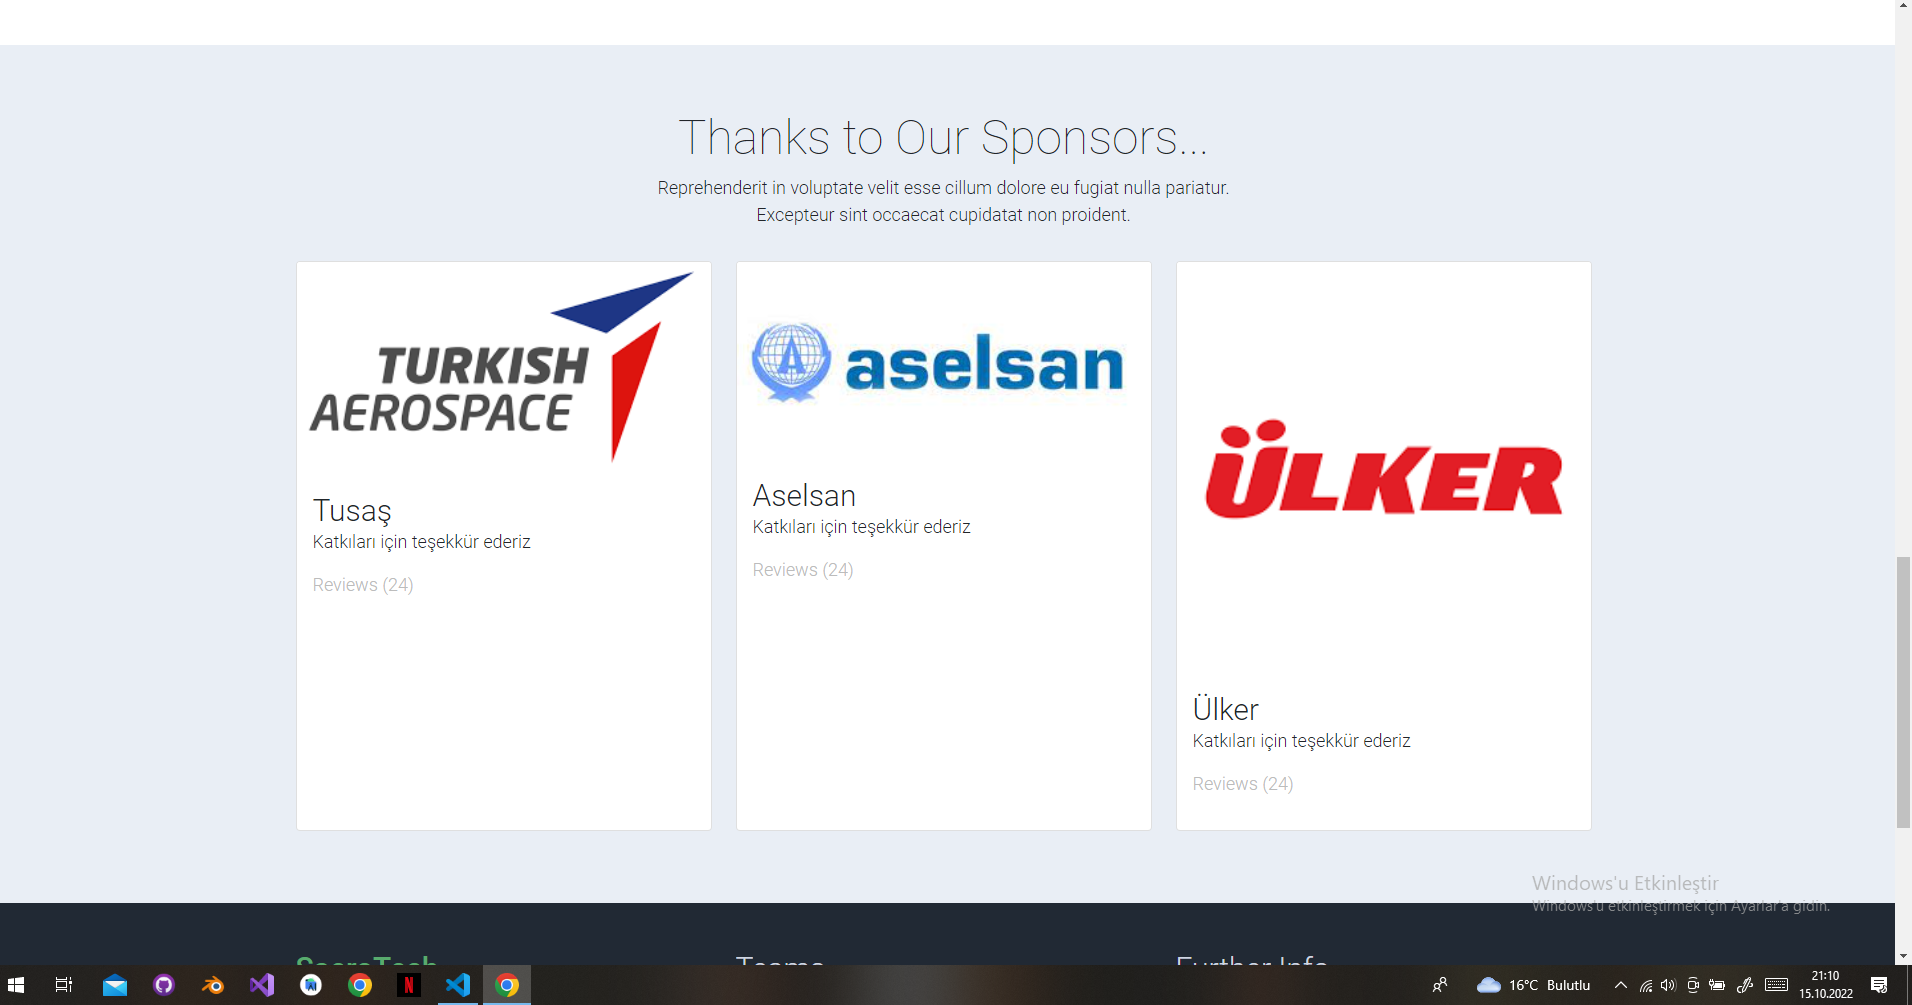 Thanks to Our Sponsors...
Reprehenderit in voluptate velit esse cillum dolore eu fugiat nulla pariatur.
Excepteur sint occaecat cupidatat non proident.
TURKISH
AEROSPACE
Tusaş
Katkıları için teşekkür ederiz
Reviews (24)
A aselsan
Aselsan
Katkıları için teşekkür ederiz
Reviews (24)
ÜLKER
Ülker
Katkıları için teşekkür ederiz
Reviews (24)
Windows'u Etkinleştir
Windows'u etkinleştirmek için Ayarlar'a gidin.
Teams
Further Info
N
16°C Bulutlu
21:10
15.10.2022